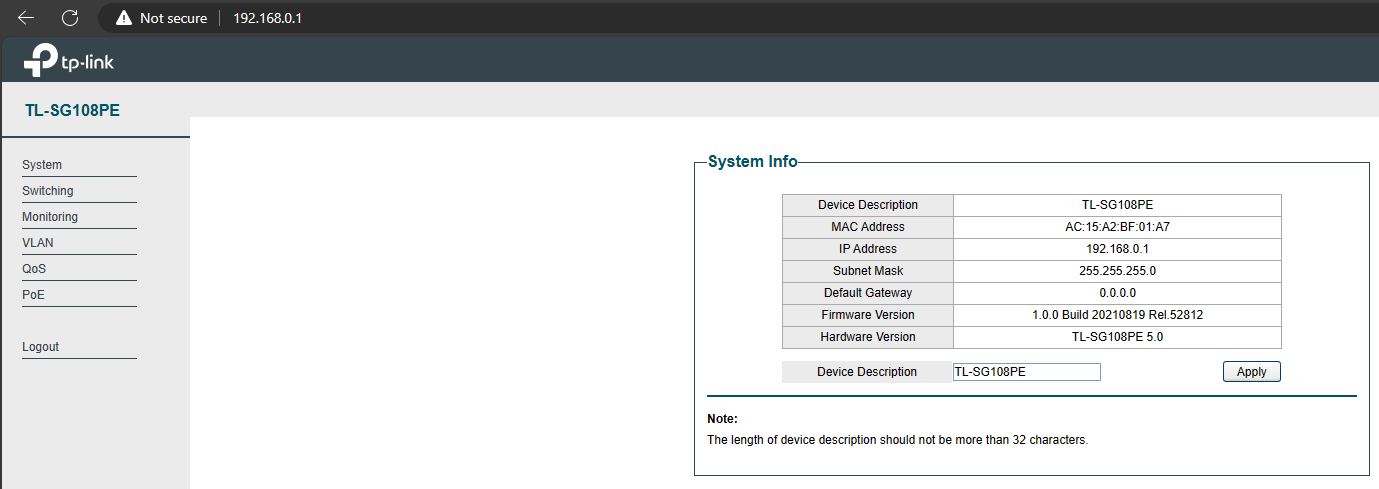 Not secure 192.168.0.1
tp-link
TL-SG108PE
System
Switching
Monitoring
VLAN
QoS
PoE
Logout
System Info
Device Description TL-SG108PE
MAC Address AC:15:A2:BF:01:A7
IP Address 192.168.0.1
Subnet Mask 255.255.255.0
Default Gateway 0.0.0.0
Firmware Version 1.0.0 Build 20210819 Rel.52812
Hardware Version TL-SG108PE 5.0
Device Description TL-SG108PE Apply
Note:
The length of device description should not be more than 32 characters.